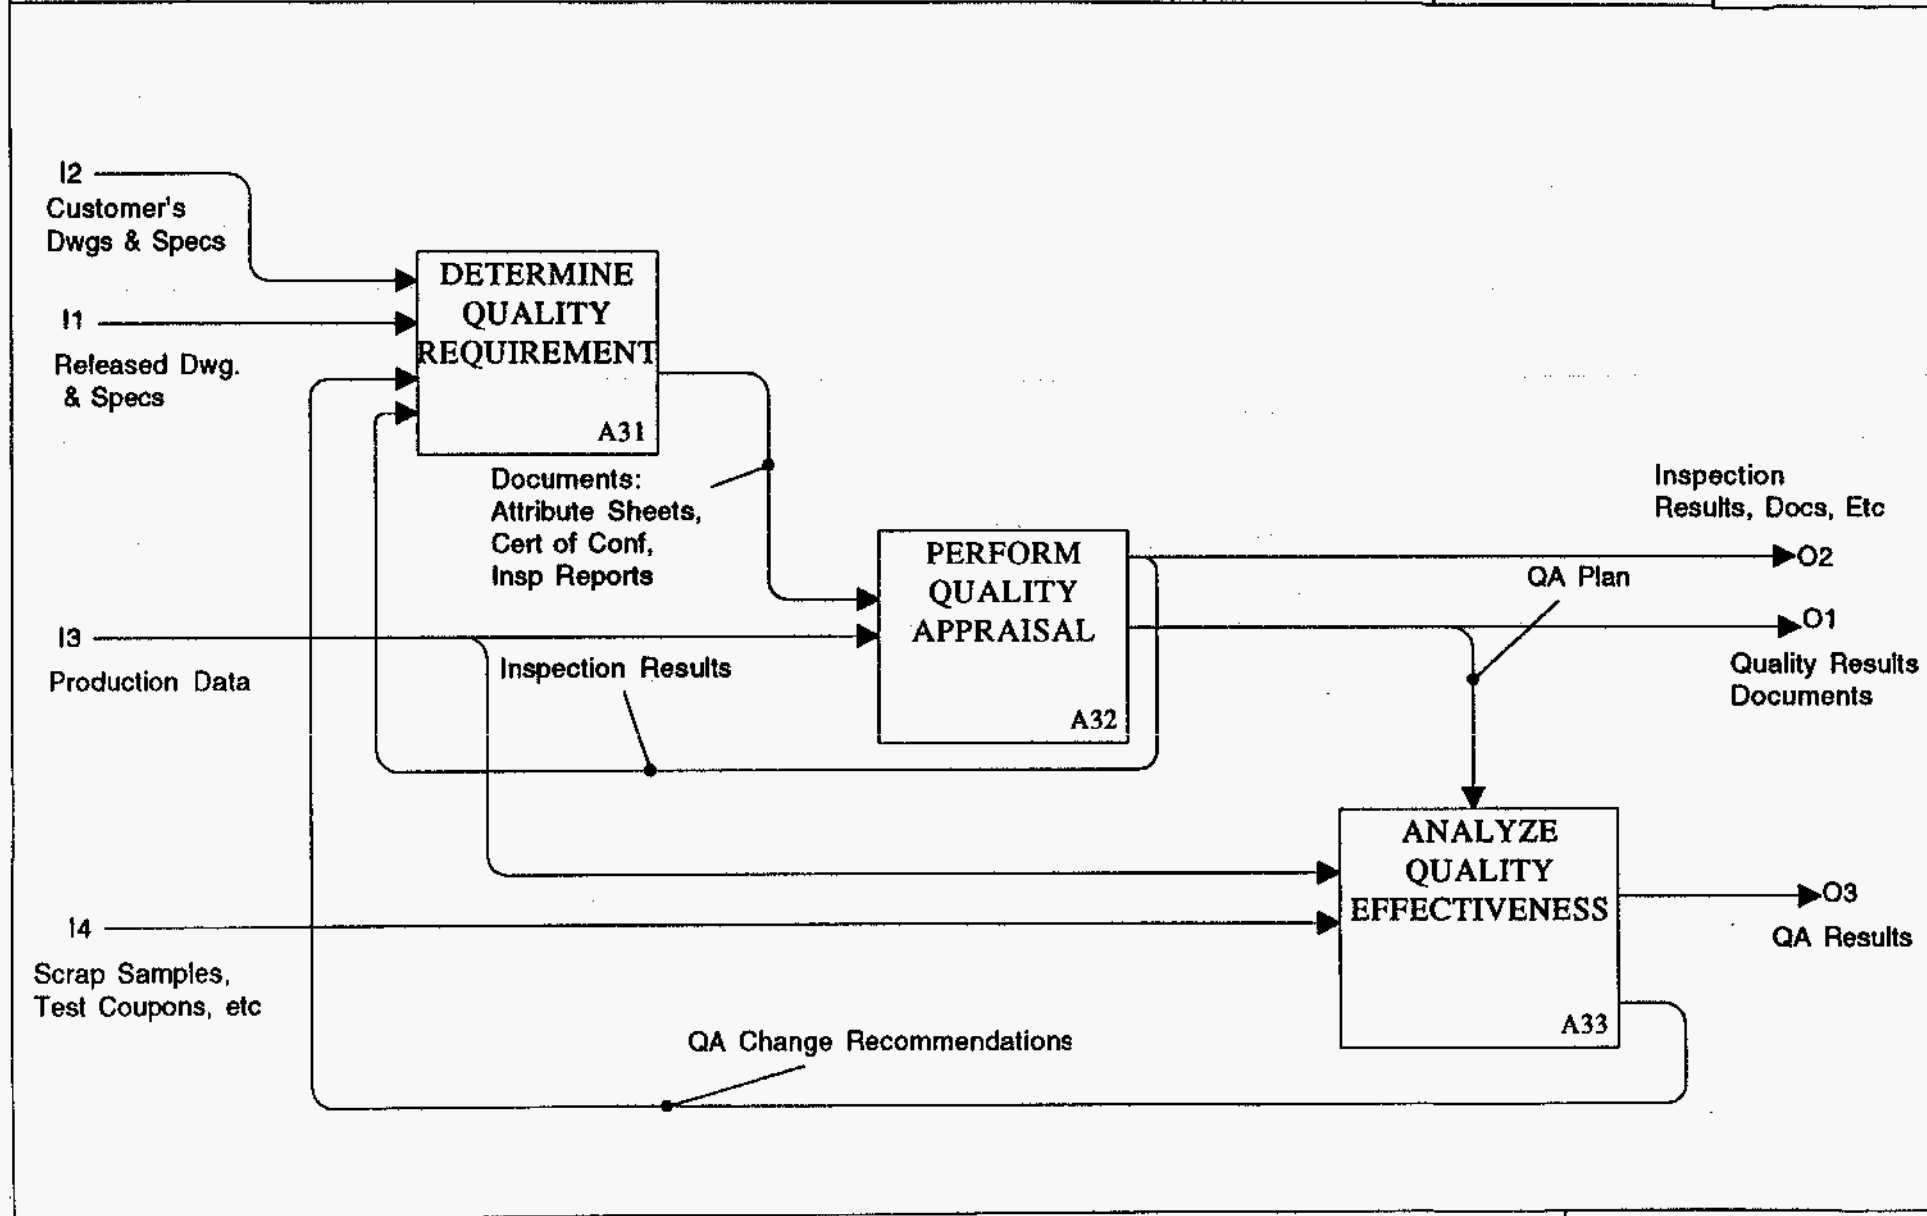 I2
Customer's
Dwgs & Specs
I1
Released Dwg.
& Specs
DETERMINE
QUALITY
REQUIREMENT
A31
Documents:
Attribute Sheets,
Cert of Conf,
Insp Reports
Inspection
Results, Docs, Etc
O2
QA Plan
O1
Quality Results
Documents
PERFORM
QUALITY
APPRAISAL
A32
I3
Production Data
Inspection Results
ANALYZE
QUALITY
EFFECTIVENESS
A33
O3
QA Results
I4
Scrap Samples,
Test Coupons, etc
QA Change Recommendations